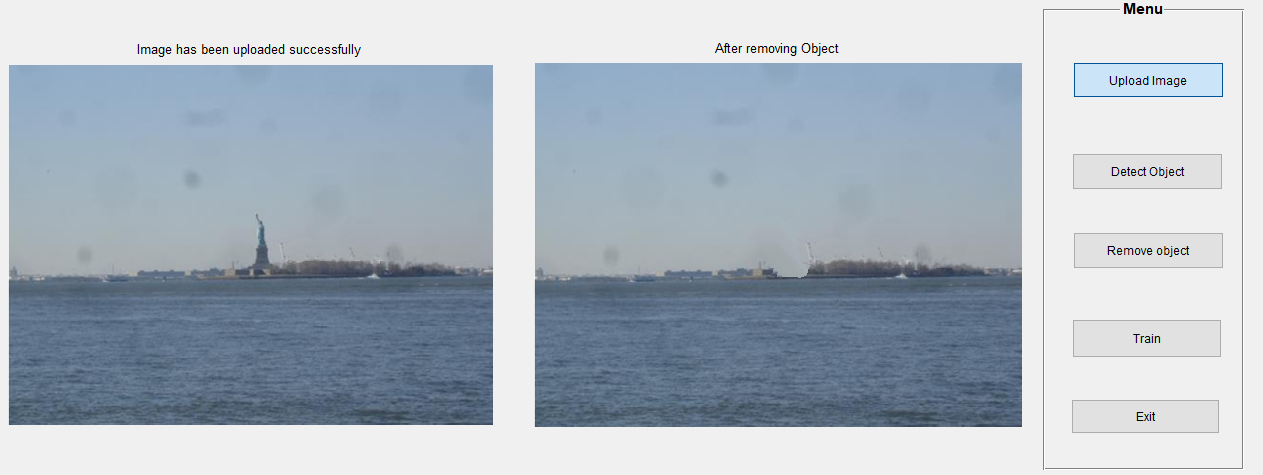 Image has been uploaded successfully
After removing Object
Menu
Upload Image
Detect Object
Remove object
Train
Exit